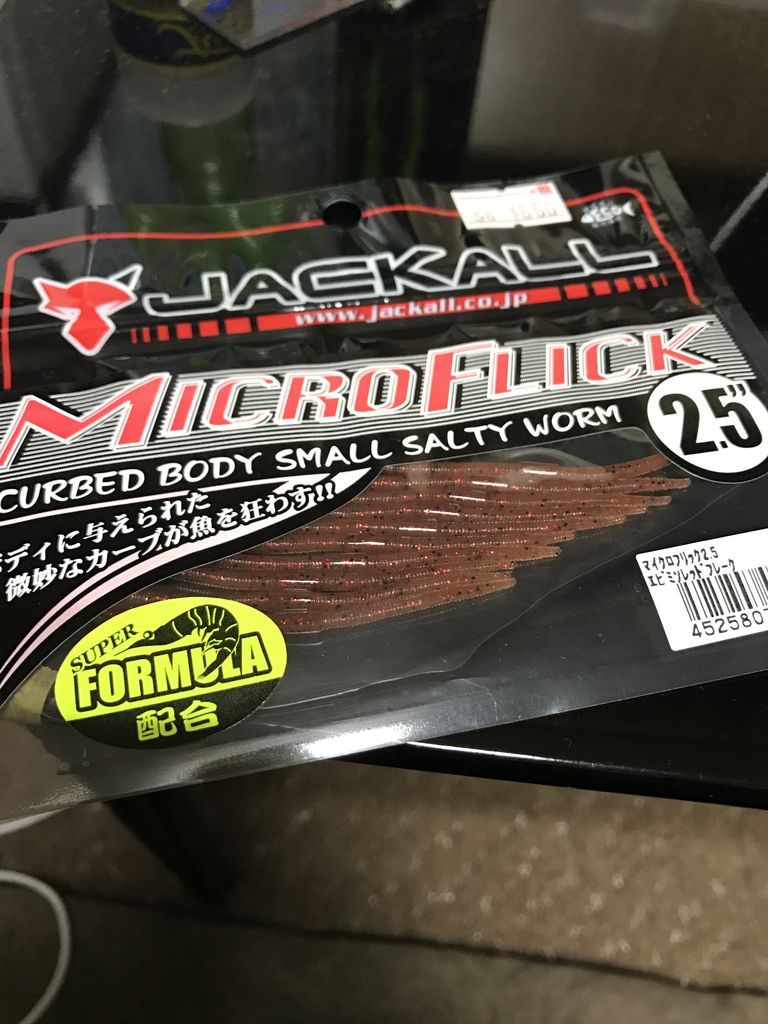 ¥660
JACKALL
www.jackall.co.jp
MICROFLICK
2.5"
CURBED BODY SMALL SALTY WORM
ボディに与えられた
微妙なカーブが魚を狂わす!!
マイクロフリック2.5
エビミソレッドフレーク
452580
SUPER
FORMULA
配合